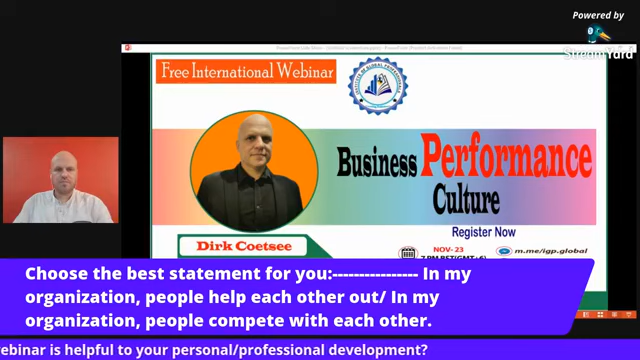 Powered by
StreamYard
Free International Webinar
Business Performance
Culture
Register Now
Dirk Coetsee
NOV- 23
7 PM BST(GMT+6)
m.me/igp.global
Choose the best statement for you:---------------- In my
organization, people help each other out/ In my
organization, people compete with each other.
ebinar is helpful to your personal/professional development?